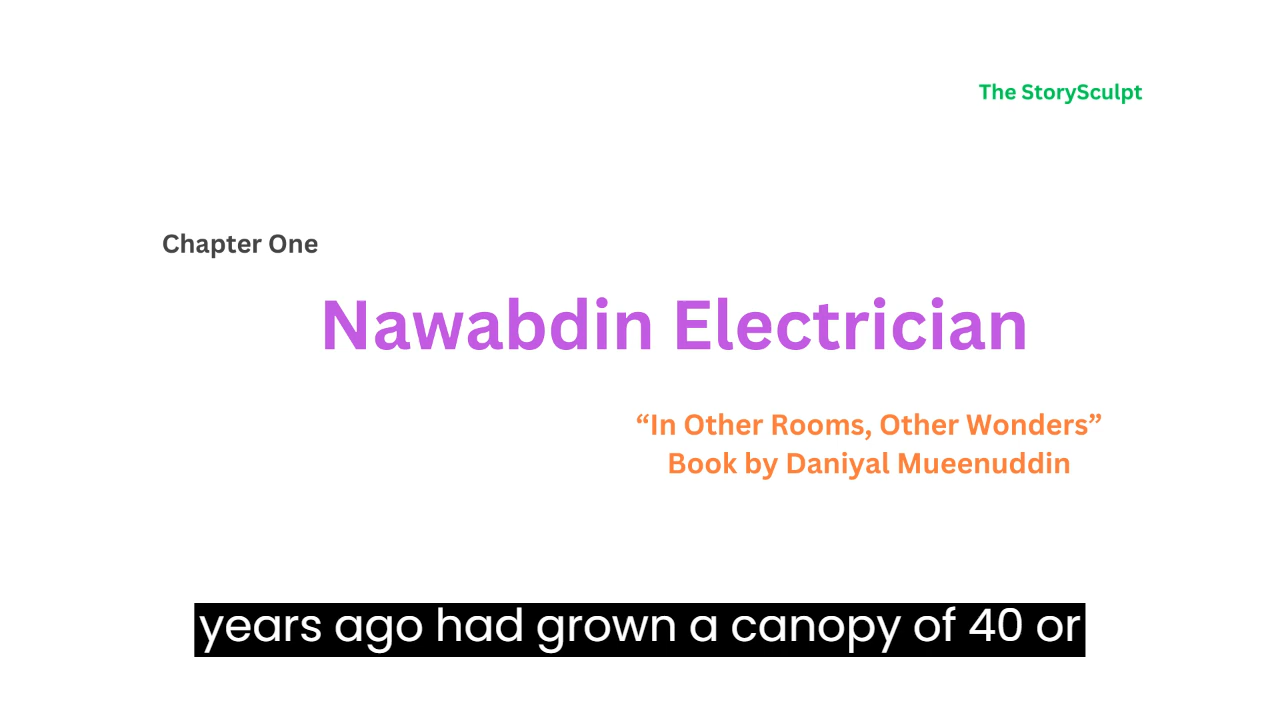 The StorySculpt
Chapter One
Nawabdin Electrician
“In Other Rooms, Other Wonders”
Book by Daniyal Mueenuddin
years ago had grown a canopy of 40 or